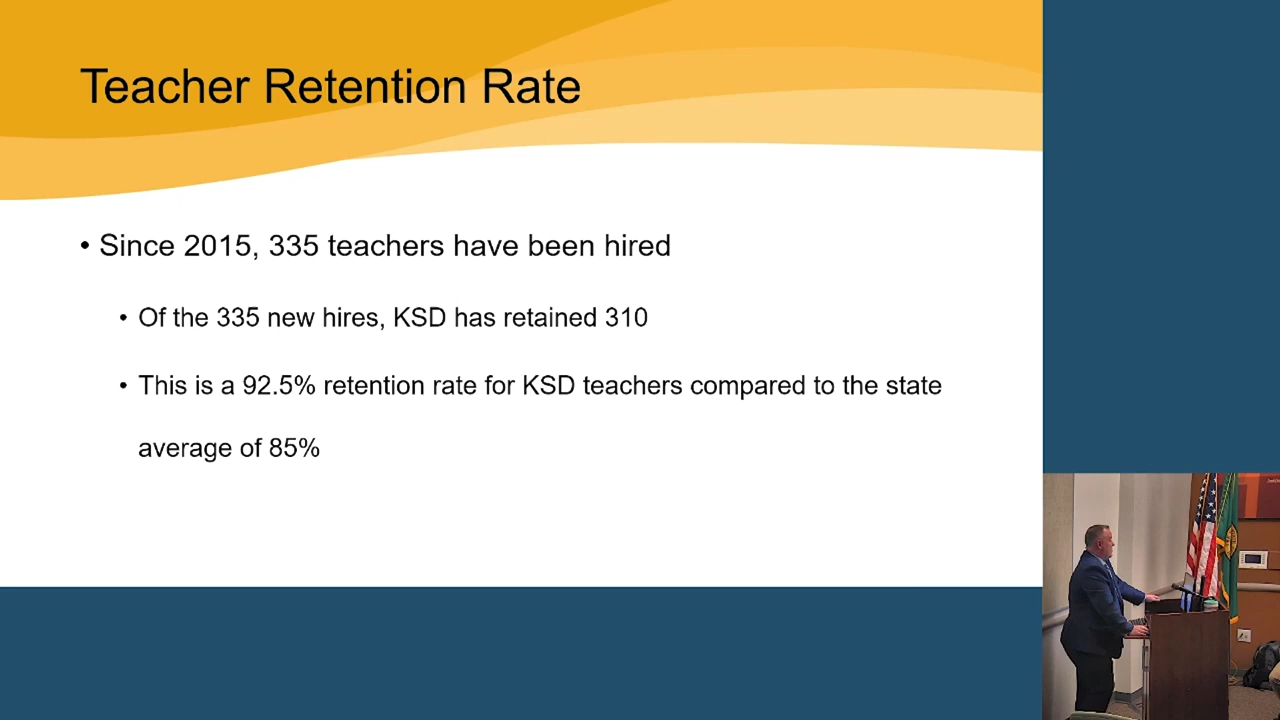 Teacher Retention Rate
• Since 2015, 335 teachers have been hired
• Of the 335 new hires, KSD has retained 310
• This is a 92.5% retention rate for KSD teachers compared to the state
average of 85%